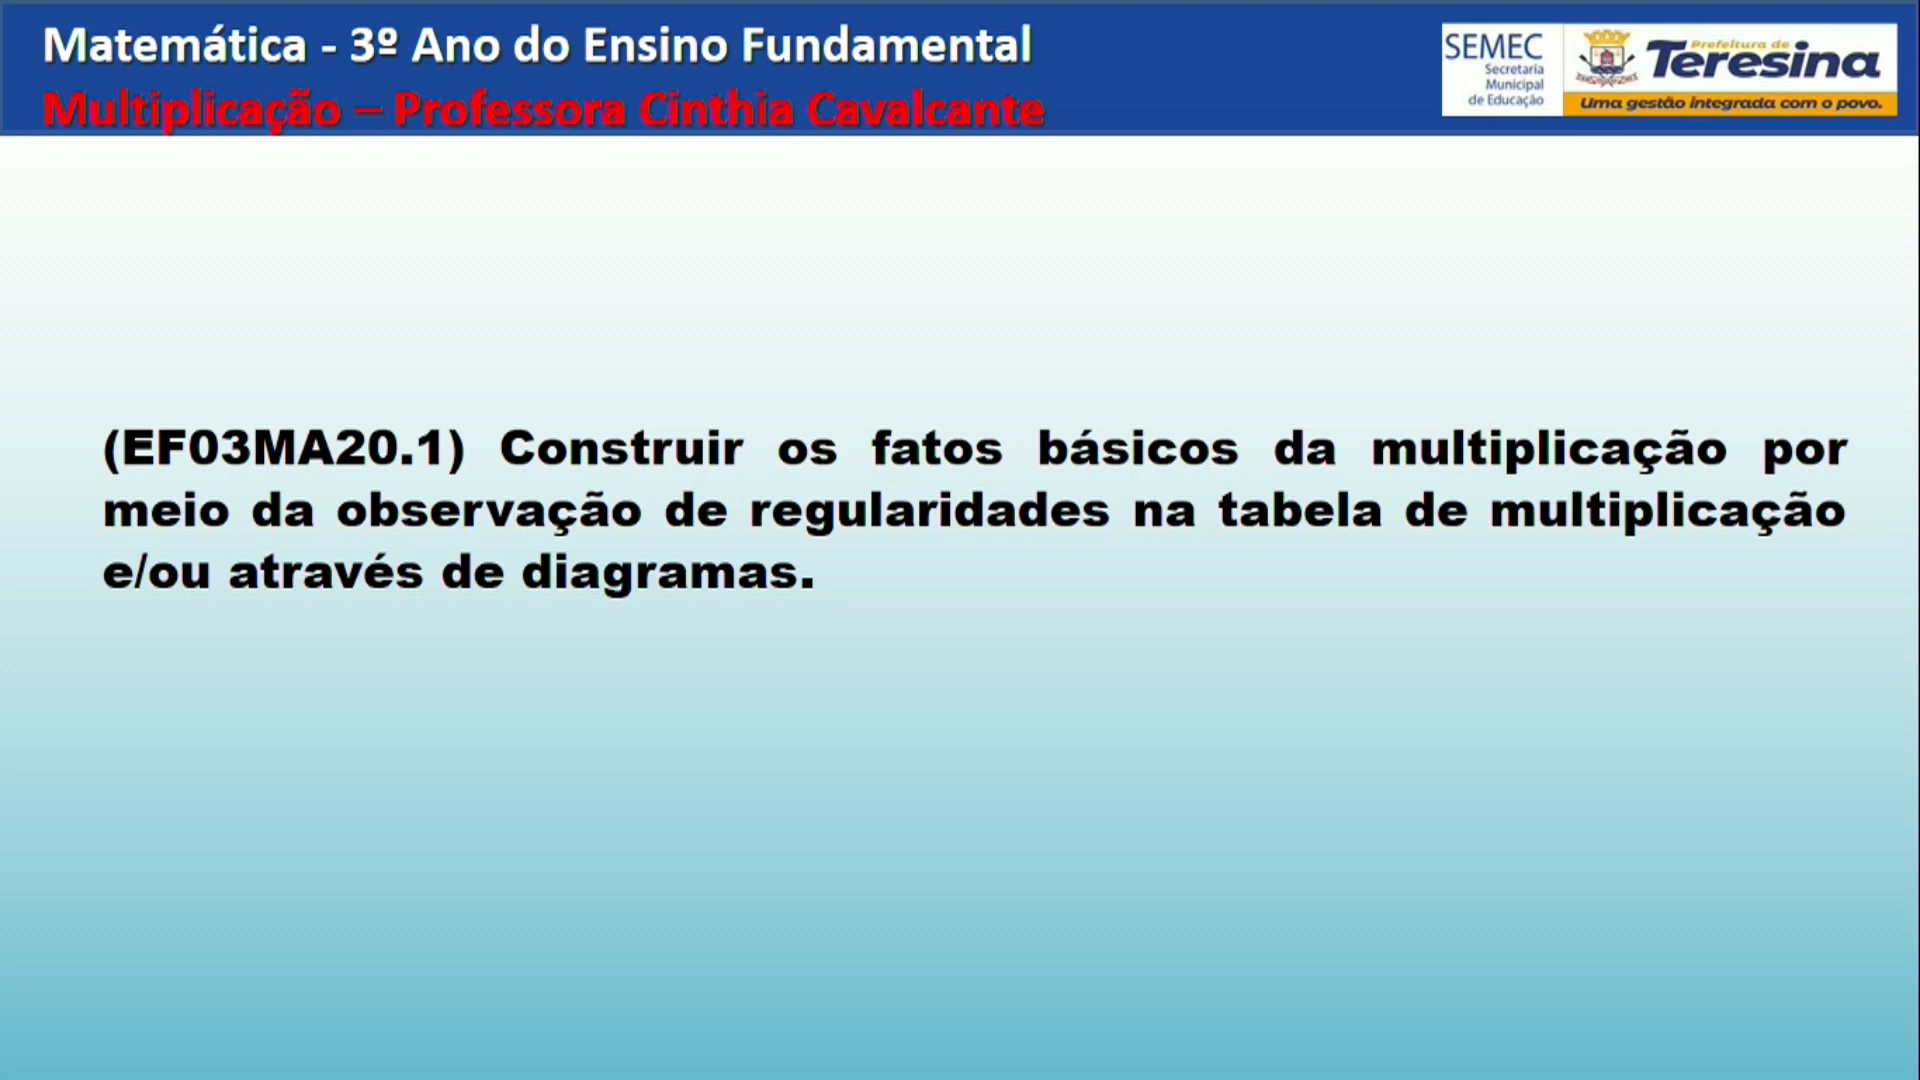 Matemática - 3º Ano do Ensino Fundamental
Multiplicação – Professora Cinthia Cavalcante
SEMEC
Secretaria
Municipal
de Educação
Prefeitura de
Teresina
Uma gestão integrada com o povo.
(EF03MA20.1) Construir os fatos básicos da multiplicação por
meio da observação de regularidades na tabela de multiplicação
e/ou através de diagramas.